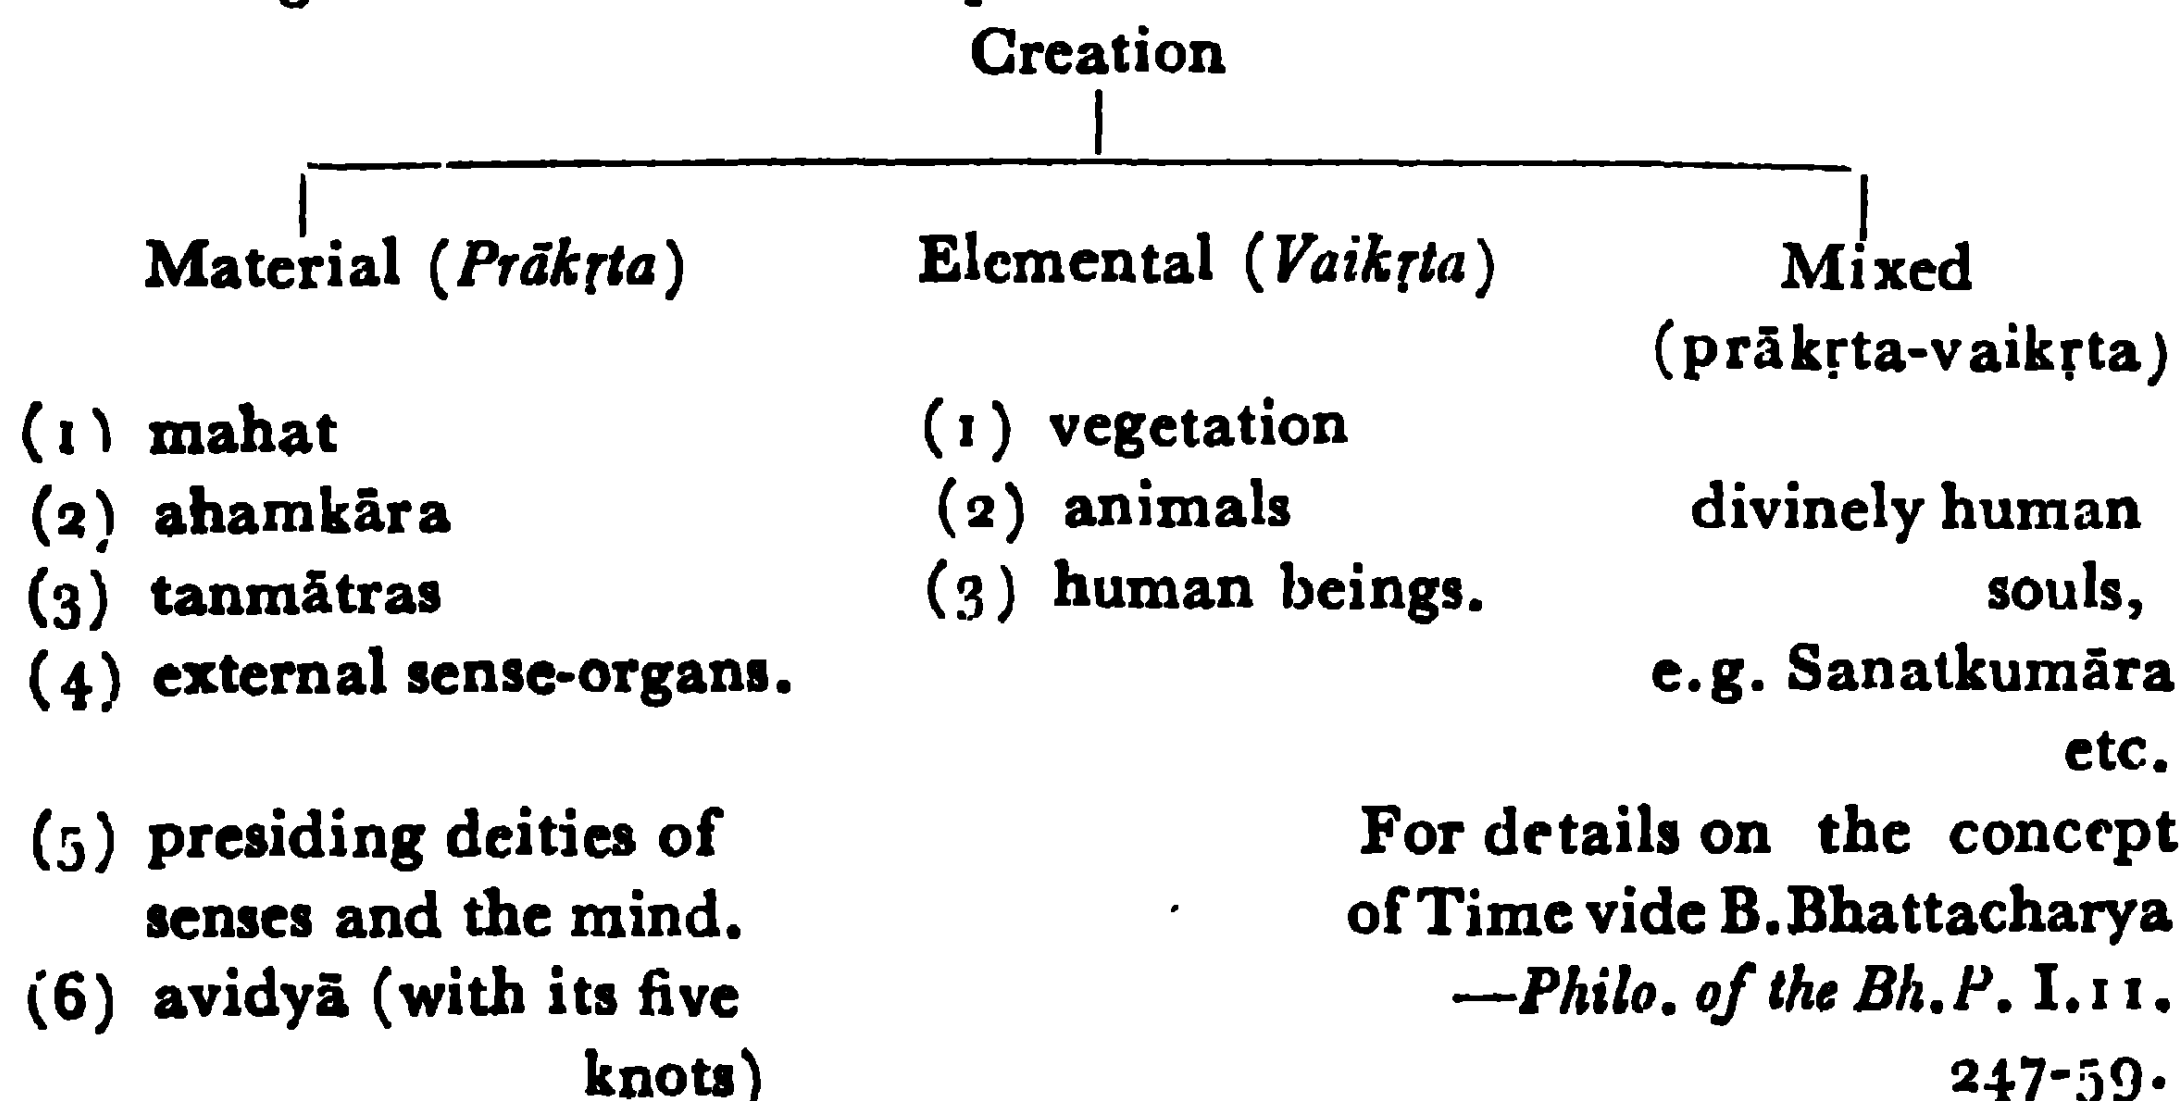 Creation
Material (Prākṛta)
Elemental (Vaikṛta)
Mixed
(prākṛta-vaikṛta)
(1) mahat
(2) ahamkāra
(3) tanmātras
(4) external sense-organs.
(5) presiding deities of
senses and the mind.
(6) avidyā (with its five
knots)
(1) vegetation
(2) animals
(3) human beings.
divinely human
souls,
e.g. Sanatkumāra
etc.
For details on the concept
of Time vide B.Bhattacharya
—Philo. of the Bh.P. I.11.
247-59.